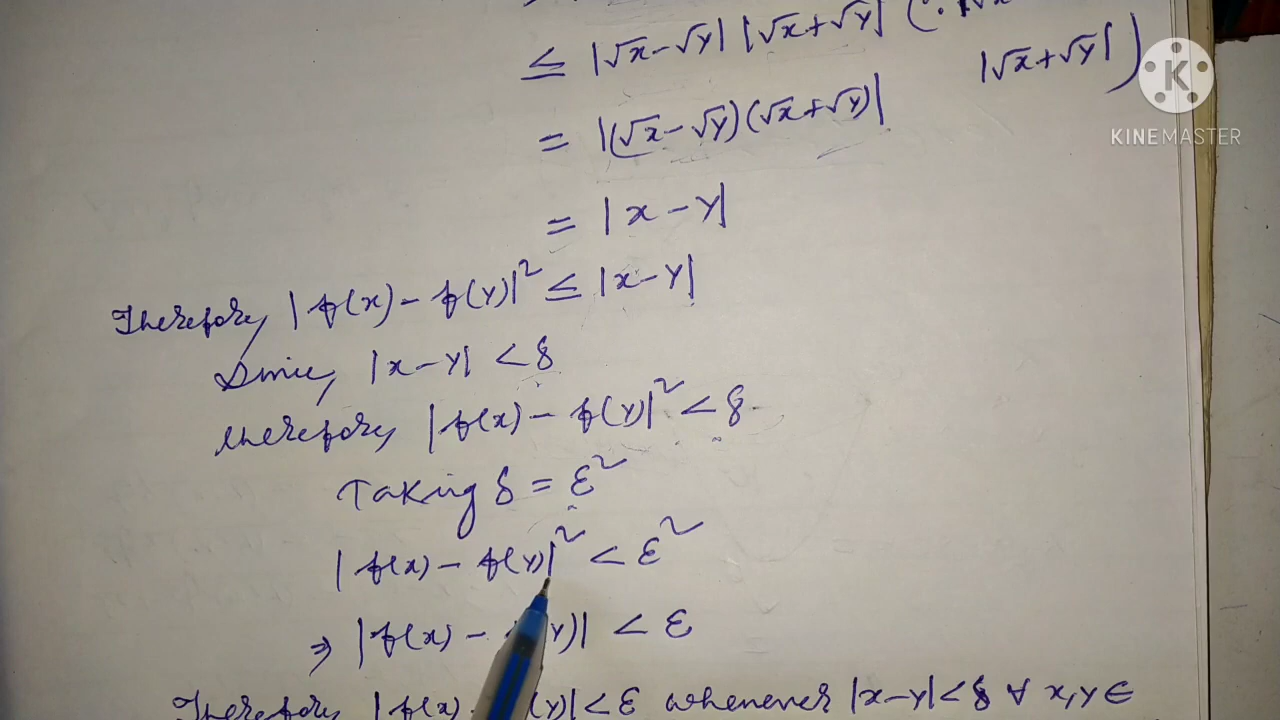 ≤ |√x-√y| |√x+√y| (∵ |√x
|√x+√y|)
K
KINEMASTER
= |(√x-√y)(√x+√y)|
= |x-y|
Therefore, |f(x)-f(y)|² ≤ |x-y|
Since, |x-y| < δ
therefore, |f(x)-f(y)|² < δ
Taking δ = ε²
|f(x)-f(y)|² < ε²
⇒ |f(x)- (y)| < ε
Therefore, |f(x) (y)| < ε whenever |x-y| < δ ∀ x,y ∈